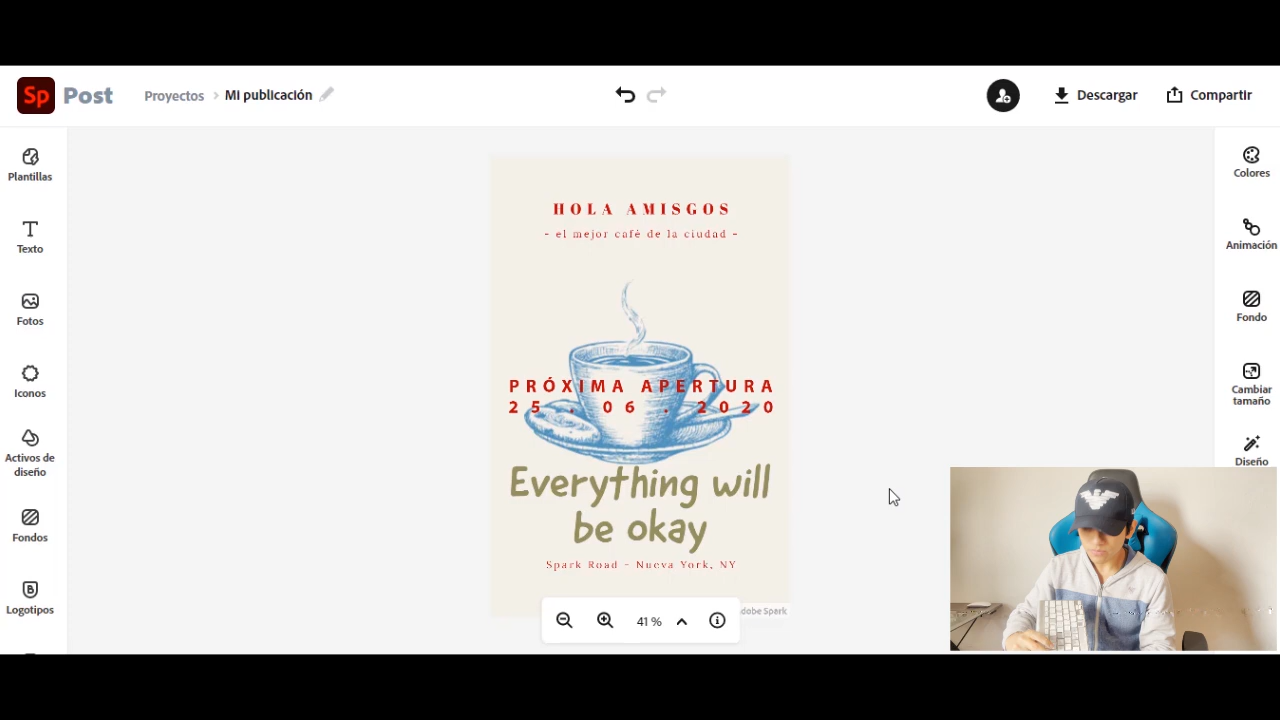 Sp Post
Proyectos > Mi publicación
Descargar
Compartir
Plantillas
Texto
Fotos
Iconos
Activos de
diseño
Fondos
Logotipos
HOLA AMISGOS
- el mejor café de la ciudad -
PRÓXIMA APERTURA
25 . 06 . 2020
Everything will
be okay
Spark Road - Nueva York, NY
dobe Spark
41 %
Colores
Animación
Fondo
Cambiar
tamaño
Diseño